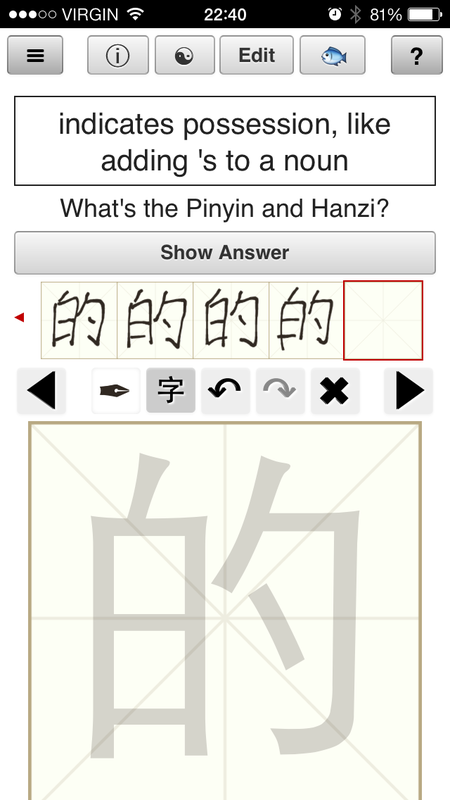 VIRGIN 22:40 81%
Edit ?
indicates possession, like
adding 's to a noun
What's the Pinyin and Hanzi?
Show Answer
的 的 的 的
字
的